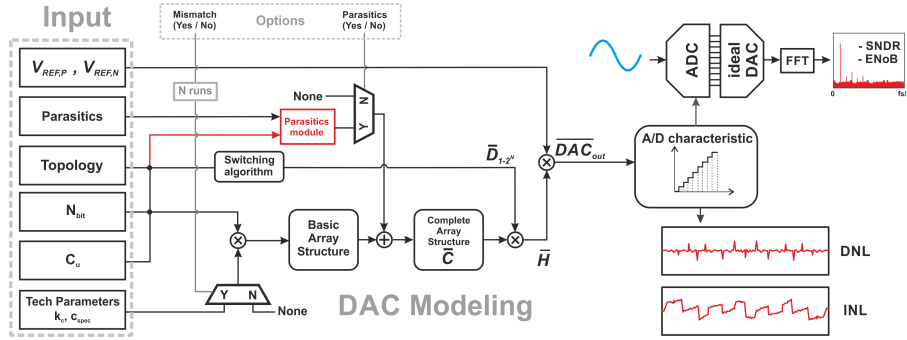 Input
Mismatch
(Yes / No)
Options
Parasitics
(Yes / No)
V_REF,P , V_REF,N
N runs
Parasitics
None
Parasitics
module
Y N
Topology
Switching
algorithm
D̅_1-2^N
N_bit
C_u
Basic
Array
Structure
Complete
Array
Structure
C̅
H̅
DAC_out
Tech Parameters
k_c, c_spec
Y N
None
DAC Modeling
ADC
ideal
DAC
FFT
- SNDR
- ENoB
0
fs/
A/D characteristic
DNL
INL